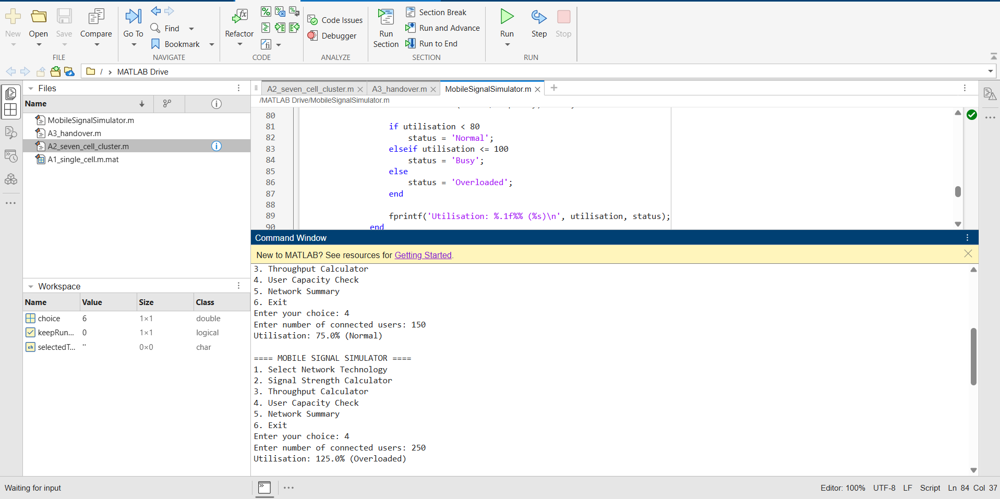 New
Open
Save
Compare
FILE
Go To
Find
Bookmark
NAVIGATE
Refactor
CODE
Code Issues
Debugger
ANALYZE
Run Section
Section Break
Run and Advance
Run to End
SECTION
Run
Step
Stop
RUN
/ › MATLAB Drive
Files
Name
MobileSignalSimulator.m
A3_handover.m
A2_seven_cell_cluster.m
A1_single_cell.m.mat
Workspace
Name Value Size Class
choice 6 1×1 double
keepRun... 0 1×1 logical
selectedT... '' 0×0 char
A2_seven_cell_cluster.m × A3_handover.m × MobileSignalSimulator.m × +
/MATLAB Drive/MobileSignalSimulator.m
80
81 if utilisation < 80
82 status = 'Normal';
83 elseif utilisation <= 100
84 status = 'Busy';
85 else
86 status = 'Overloaded';
87 end
88
89 fprintf('Utilisation: %.1f%% (%s)\n', utilisation, status);
90 end
Command Window
New to MATLAB? See resources for Getting Started.
3. Throughput Calculator
4. User Capacity Check
5. Network Summary
6. Exit
Enter your choice: 4
Enter number of connected users: 150
Utilisation: 75.0% (Normal)
==== MOBILE SIGNAL SIMULATOR ====
1. Select Network Technology
2. Signal Strength Calculator
3. Throughput Calculator
4. User Capacity Check
5. Network Summary
6. Exit
Enter your choice: 4
Enter number of connected users: 250
Utilisation: 125.0% (Overloaded)
Waiting for input
Editor: 100% UTF-8 LF Script Ln 84 Col 37